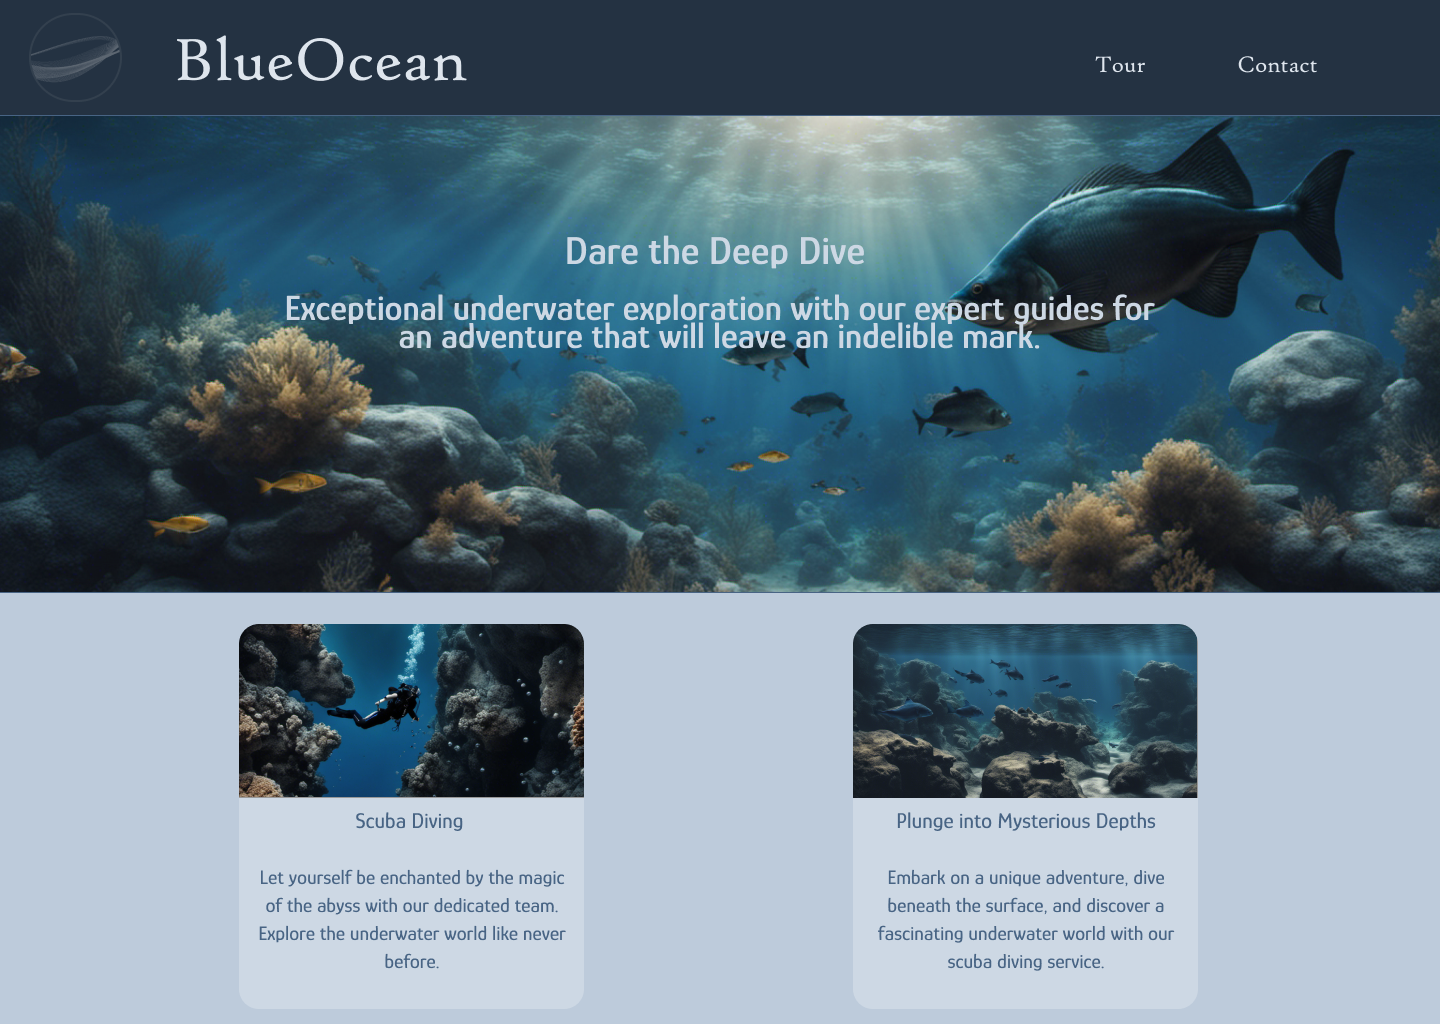 BlueOcean
Tour
Contact
Dare the Deep Dive
Exceptional underwater exploration with our expert guides for
an adventure that will leave an indelible mark.
Scuba Diving
Let yourself be enchanted by the magic
of the abyss with our dedicated team.
Explore the underwater world like never
before.
Plunge into Mysterious Depths
Embark on a unique adventure, dive
beneath the surface, and discover a
fascinating underwater world with our
scuba diving service.